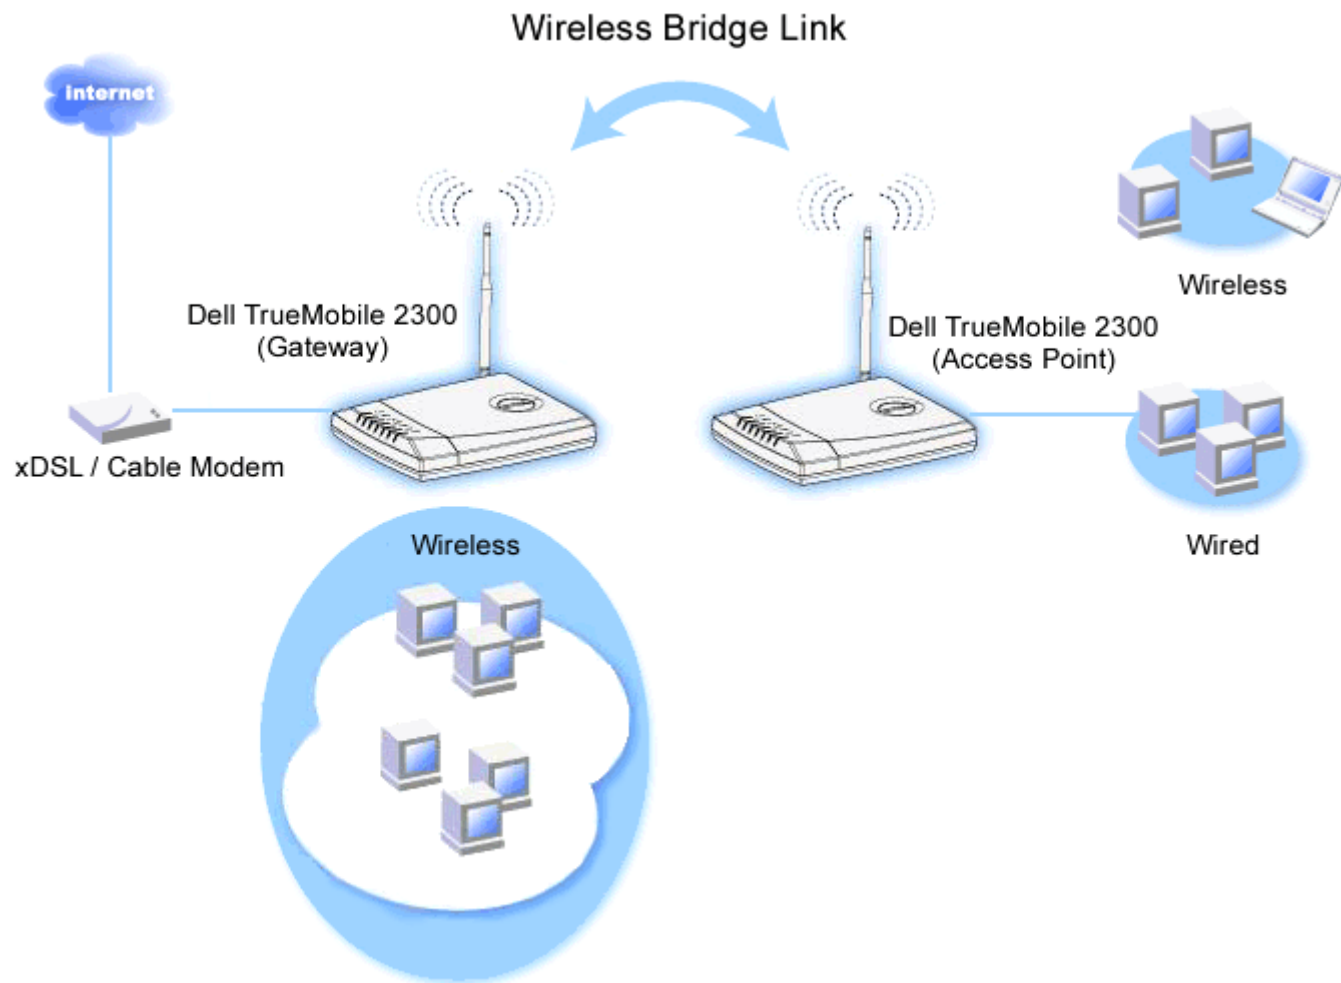 Wireless Bridge Link
internet
Dell TrueMobile 2300
(Gateway)
xDSL / Cable Modem
Dell TrueMobile 2300
(Access Point)
Wireless
Wired
Wireless